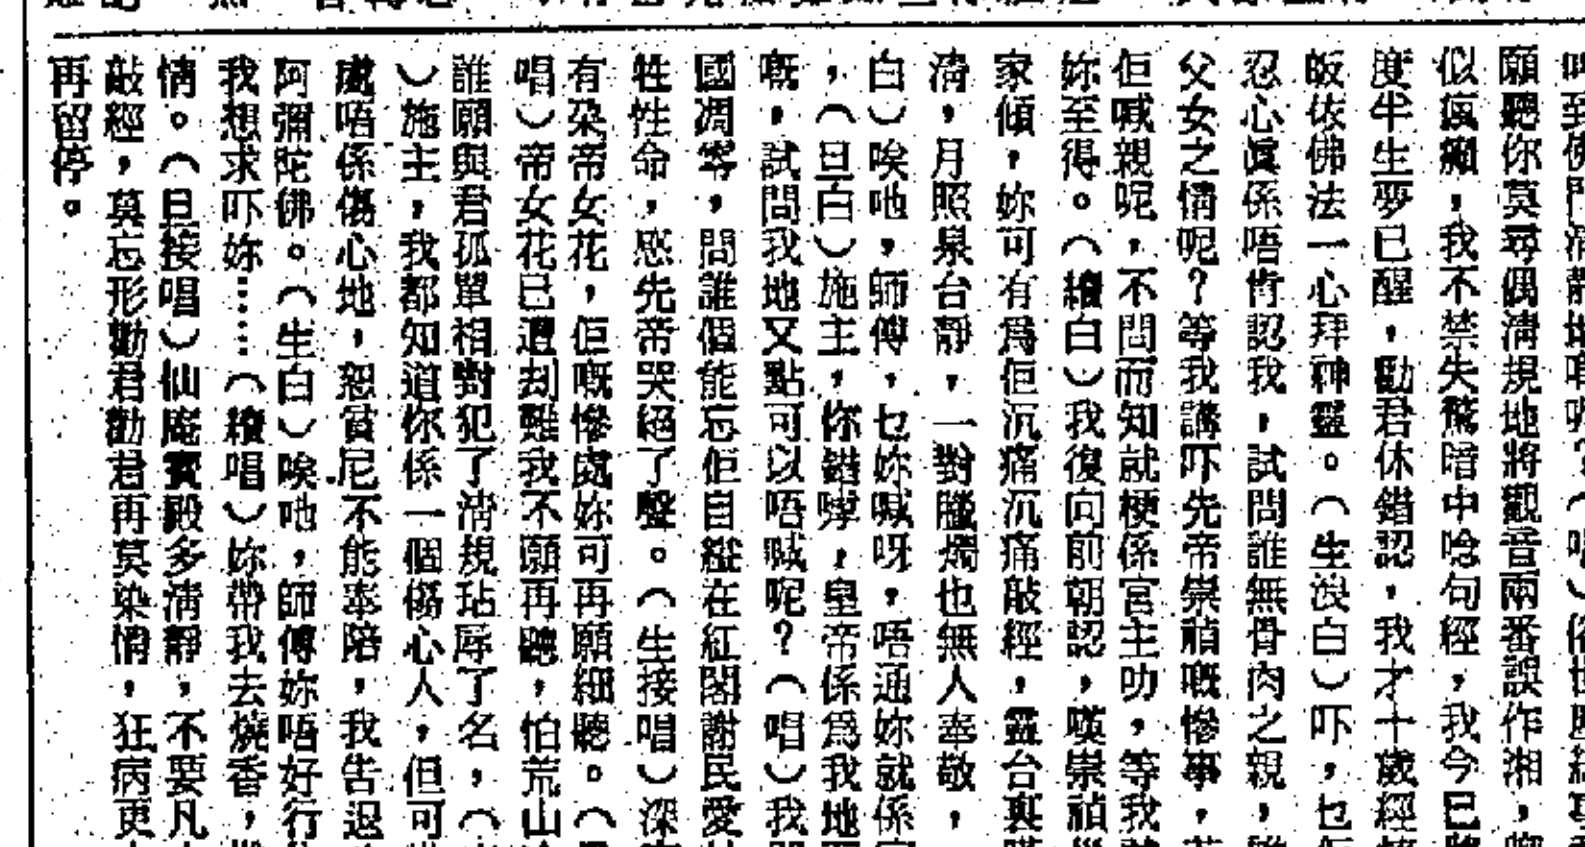 願聽你莫尋偶淸規地將觀音兩番誤作湘,
似瘋癲,我不禁失驚暗中唸句經,我今已
度半生夢已醒,勸君休錯認,我才十歲經
皈依佛法一心拜神靈。(生浪白)吓,乜
忍心眞係唔肯認我,試問誰無骨肉之親,
父女之情呢?等我講吓先帝崇禎嘅慘事,
但喊親呢,不問而知就梗係宮主叻,等我
妳至得。(續白)我復向前朝認,嘆崇禎
家傾,妳可有爲佢沉痛沉痛敲經,靈台
淸,月照泉台靜,一對臘燭也無人奉敬,
白)唉吔,師傅,乜妳喊呀,唔通妳就係
,(旦白)施主,你錯嘑,皇帝係爲我地
嘅,試問我地又點可以唔喊呢?(唱)我
國凋零,問誰個能忘佢自縊在紅閣謝民愛
牲性命,慼先帝哭絕了聲。(生接唱)深
有朶帝女花,佢嘅慘處妳可再願細聽。(
唱)帝女花已遭刦難我不願再聽,怕荒山
誰願與君孤單相對犯了淸規玷辱了名,(
)施主,我都知道你係一個傷心人,但可
處唔係傷心地,恕貧尼不能奉陪,我吿退
阿彌陀佛。(生白)唉吔,師傅妳唔好行
我想求吓妳……(續唱)妳帶我去燒香,
情。(旦接唱)仙庵寶殿多淸靜,不要凡
敲經,莫忘形勸君勸君再莫染情,狂病更
再留停。